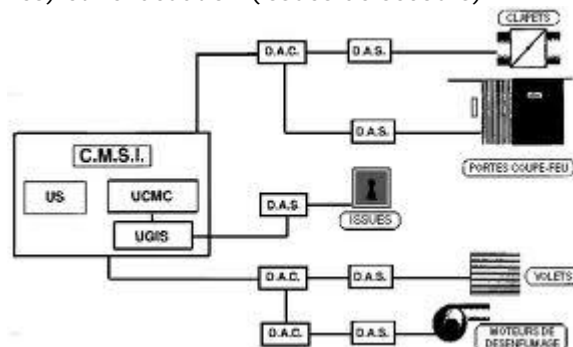 CLAPETS
D.A.C.
D.A.S.
D.A.S.
PORTES COUPE-FEU
C.M.S.I.
US
UCMC
UGIS
D.A.S
ISSUES
D.A.C.
D.A.S.
VOLETS
D.A.C.
D.A.S.
MOTEURS DE
DESENFUMAGE